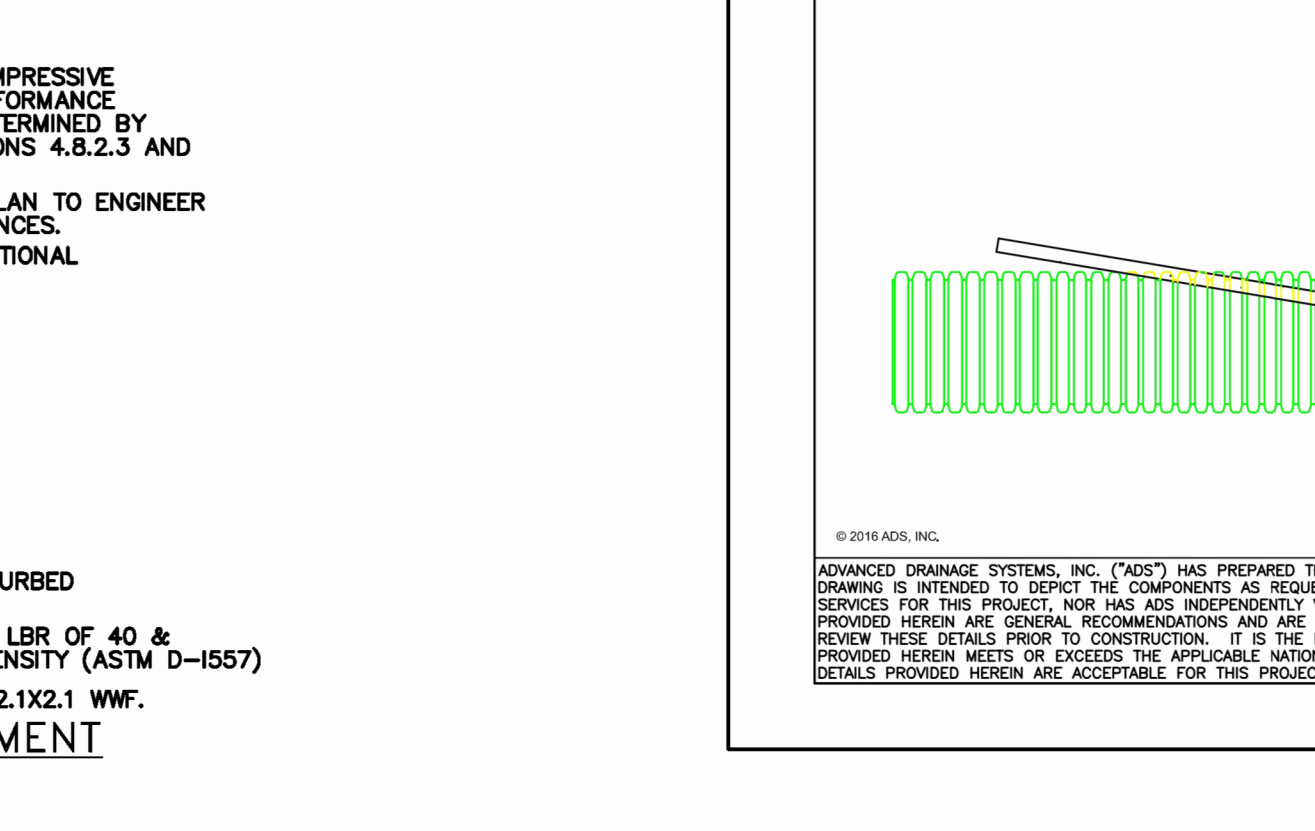 MPRESSIVE
FORMANCE
TERMINED BY
ONS 4.8.2.3 AND
LAN TO ENGINEER
NCES.
TIONAL
URBED
LBR OF 40 &
ENSITY (ASTM D-1557)
2.1X2.1 WWF.
MENT
© 2016 ADS, INC.
ADVANCED DRAINAGE SYSTEMS, INC. ("ADS") HAS PREPARED T
DRAWING IS INTENDED TO DEPICT THE COMPONENTS AS REQUE
SERVICES FOR THIS PROJECT, NOR HAS ADS INDEPENDENTLY V
PROVIDED HEREIN ARE GENERAL RECOMMENDATIONS AND ARE
REVIEW THESE DETAILS PRIOR TO CONSTRUCTION. IT IS THE
PROVIDED HEREIN MEETS OR EXCEEDS THE APPLICABLE NATION
DETAILS PROVIDED HEREIN ARE ACCEPTABLE FOR THIS PROJEC